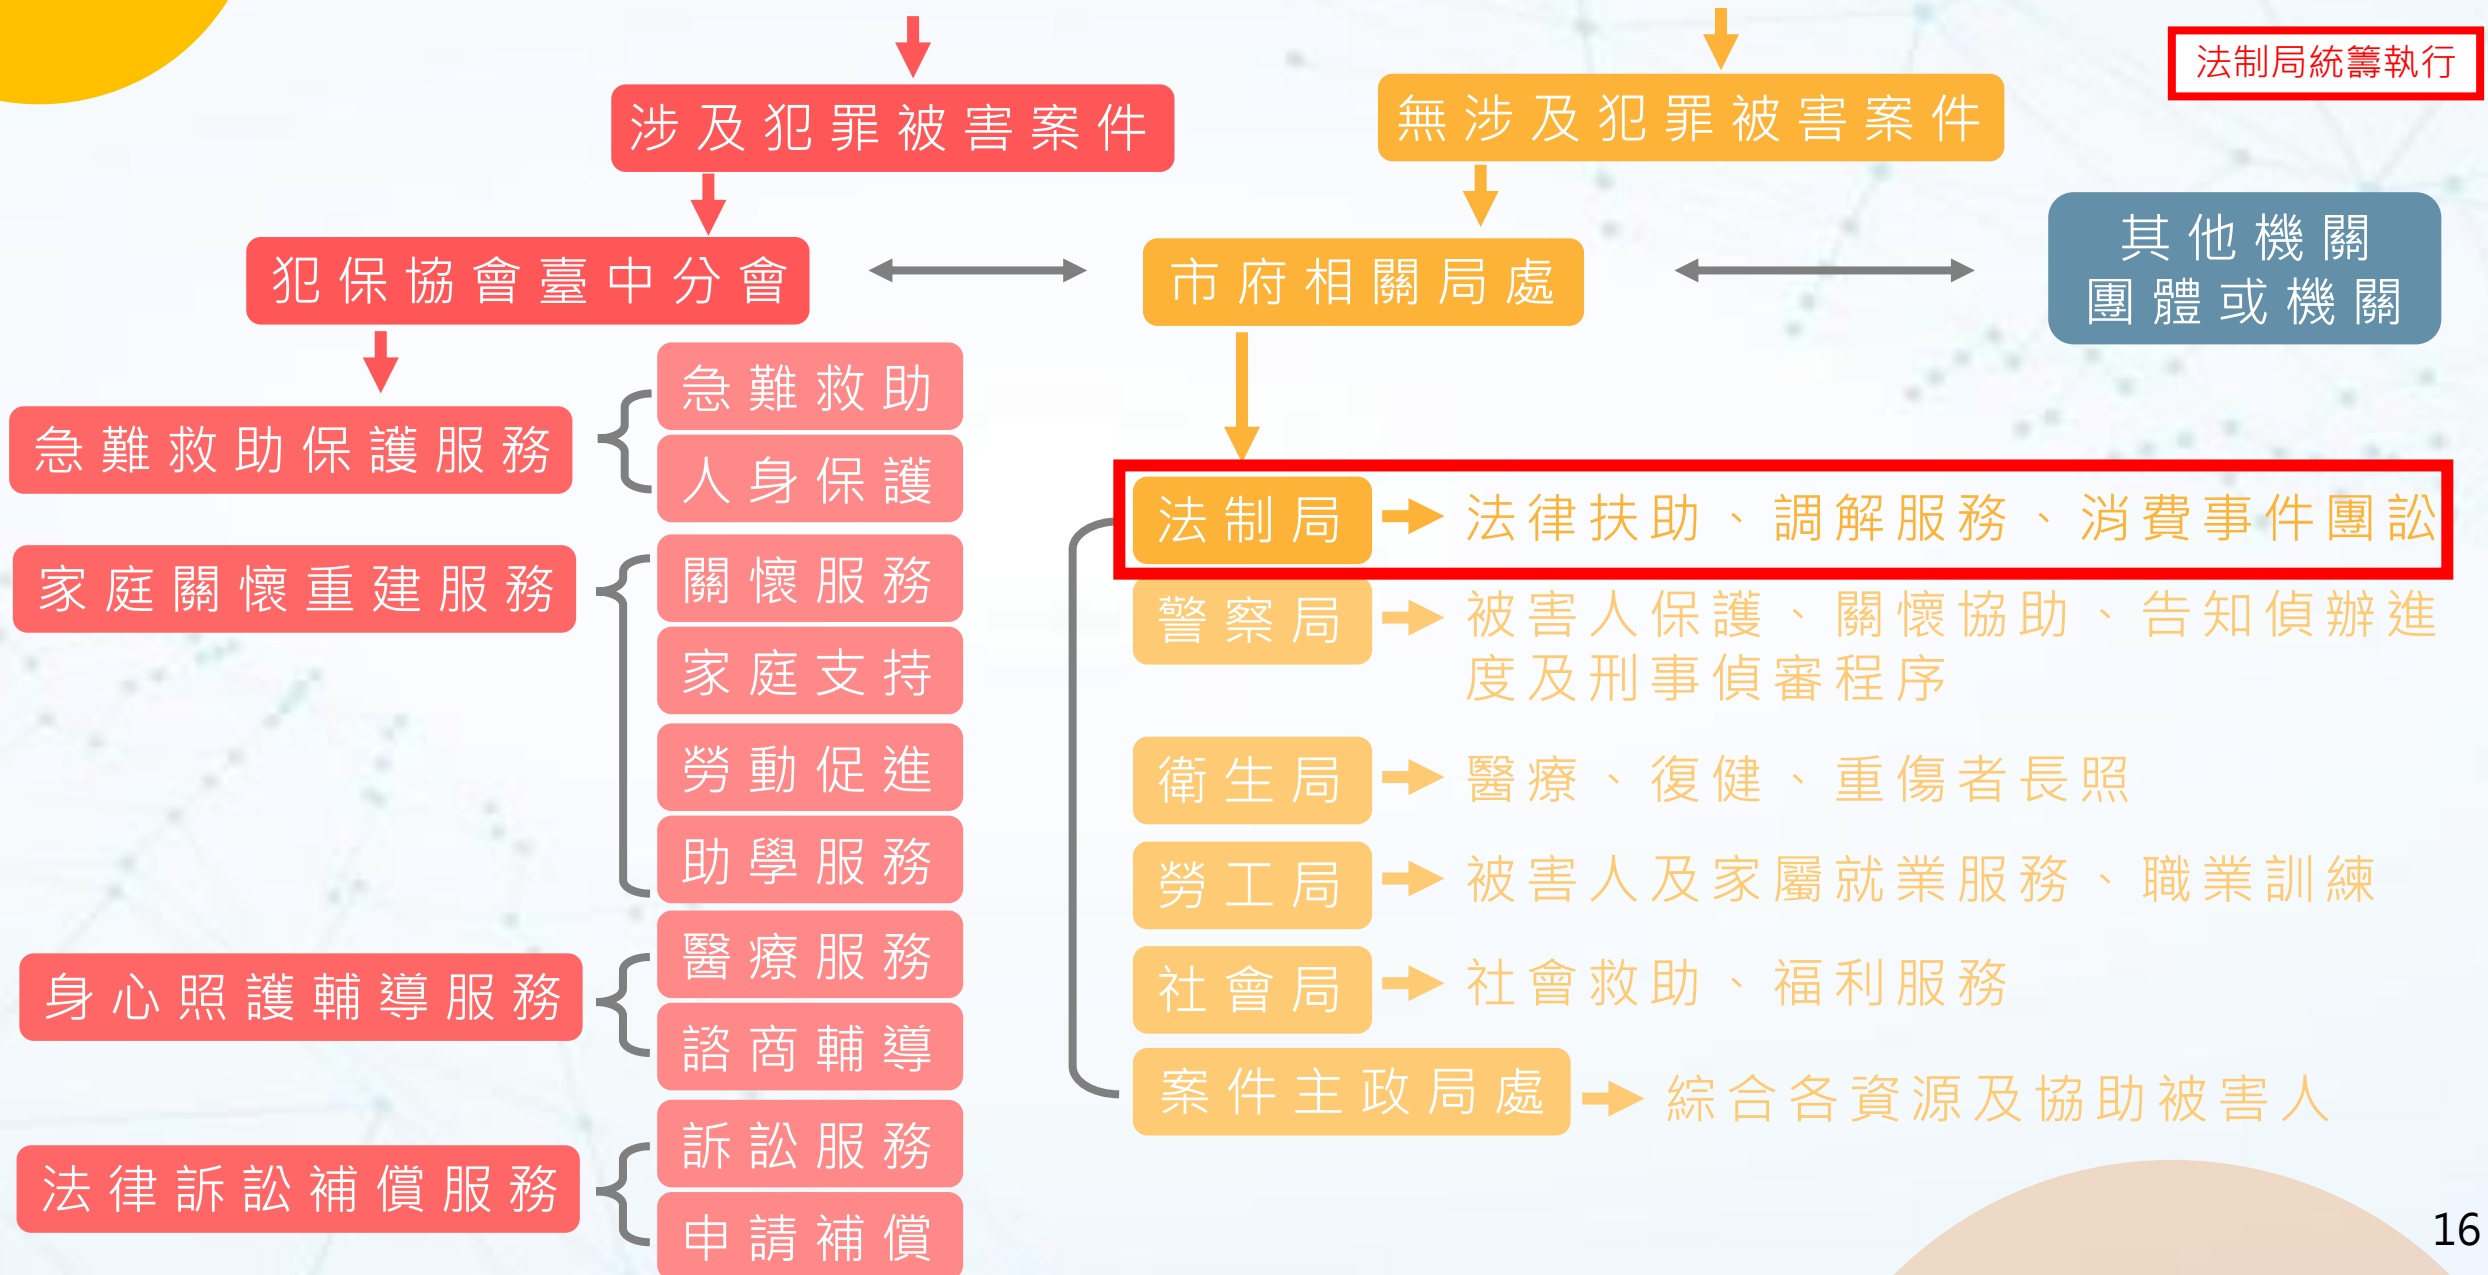 法制局統籌執行
涉及犯罪被害案件
無涉及犯罪被害案件
犯保協會臺中分會
市府相關局處
其他機關
團體或機關
急難救助保護服務
急難救助
人身保護
家庭關懷重建服務
關懷服務
家庭支持
勞動促進
助學服務
身心照護輔導服務
醫療服務
諮商輔導
法律訴訟補償服務
訴訟服務
申請補償
法制局
法律扶助、調解服務、消費事件團訟
警察局
被害人保護、關懷協助、告知偵辦進
度及刑事偵審程序
衛生局
醫療、復健、重傷者長照
勞工局
被害人及家屬就業服務、職業訓練
社會局
社會救助、福利服務
案件主政局處
綜合各資源及協助被害人
16